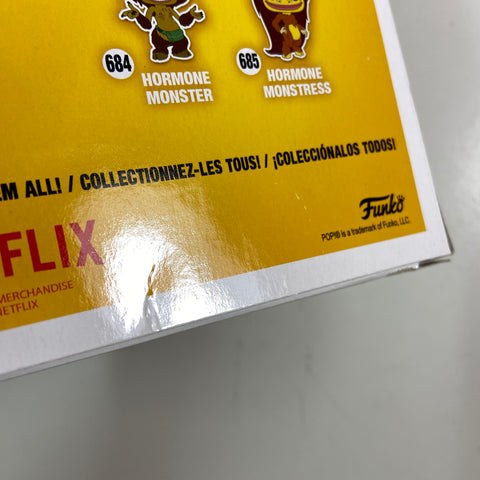 684
HORMONE
MONSTER
685
HORMONE
MONSTRESS
EM ALL! / COLLECTIONNEZ-LES TOUS! / ¡COLECCIÓNALOS TODOS!
Funko
POP!® is a trademark of Funko, LLC.
FLIX
MERCHANDISE
NETFLIX